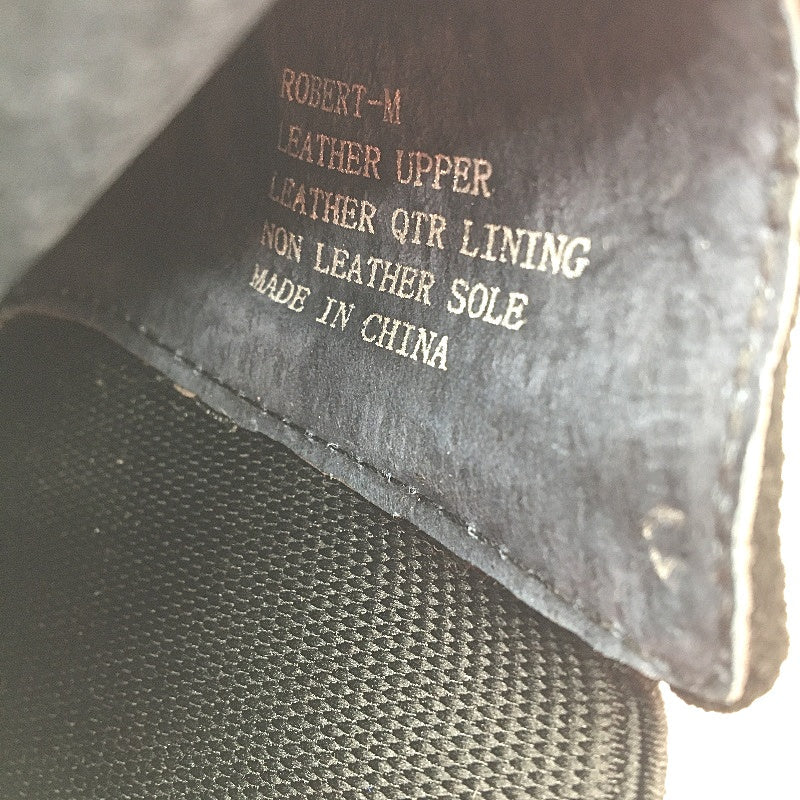 ROBERT-M
LEATHER UPPER
LEATHER QTR LINING
NON LEATHER SOLE
MADE IN CHINA